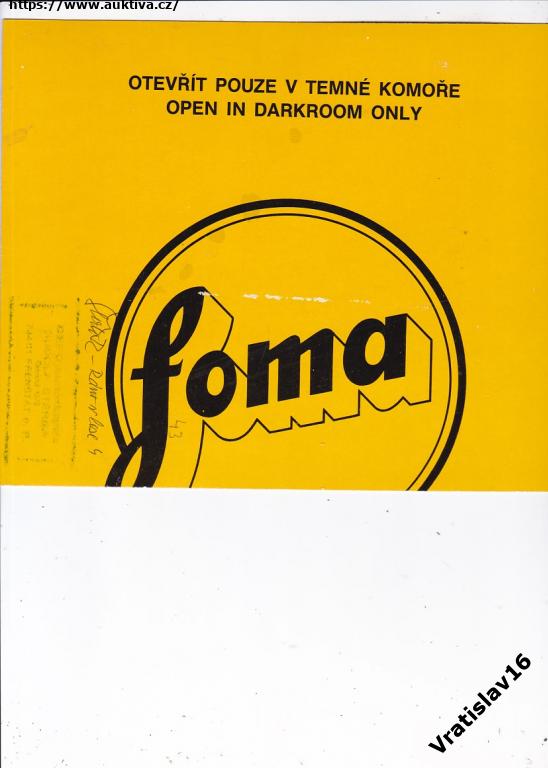 https://www.auktiva.cz/
OTEVŘÍT POUZE V TEMNÉ KOMOŘE
OPEN IN DARKROOM ONLY
foma
43
Vratislav16